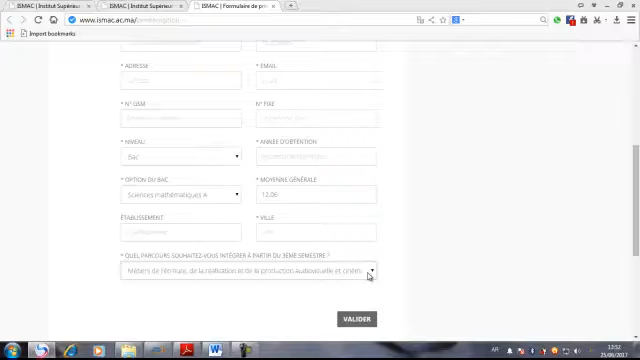 ISMAC | Institut Supérieur
ISMAC | Institut Supérieur
ISMAC | Formulaire de pré
www.ismac.ac.ma/
Import bookmarks
* ADRESSE * EMAIL
* N° GSM N° FIXE
* NIVEAU * ANNÉE D'OBTENTION
Bac
* OPTION DU BAC * MOYENNE GÉNÉRALE
Sciences mathématiques A 12.06
ÉTABLISSEMENT * VILLE
* QUEL PARCOURS SOUHAITEZ-VOUS INTÉGRER À PARTIR DU 3ÈME SEMESTRE ?
Métiers de l'écriture, de la réalisation et de la production audiovisuelle et ciném
VALIDER
AR
13:52
25/06/2017